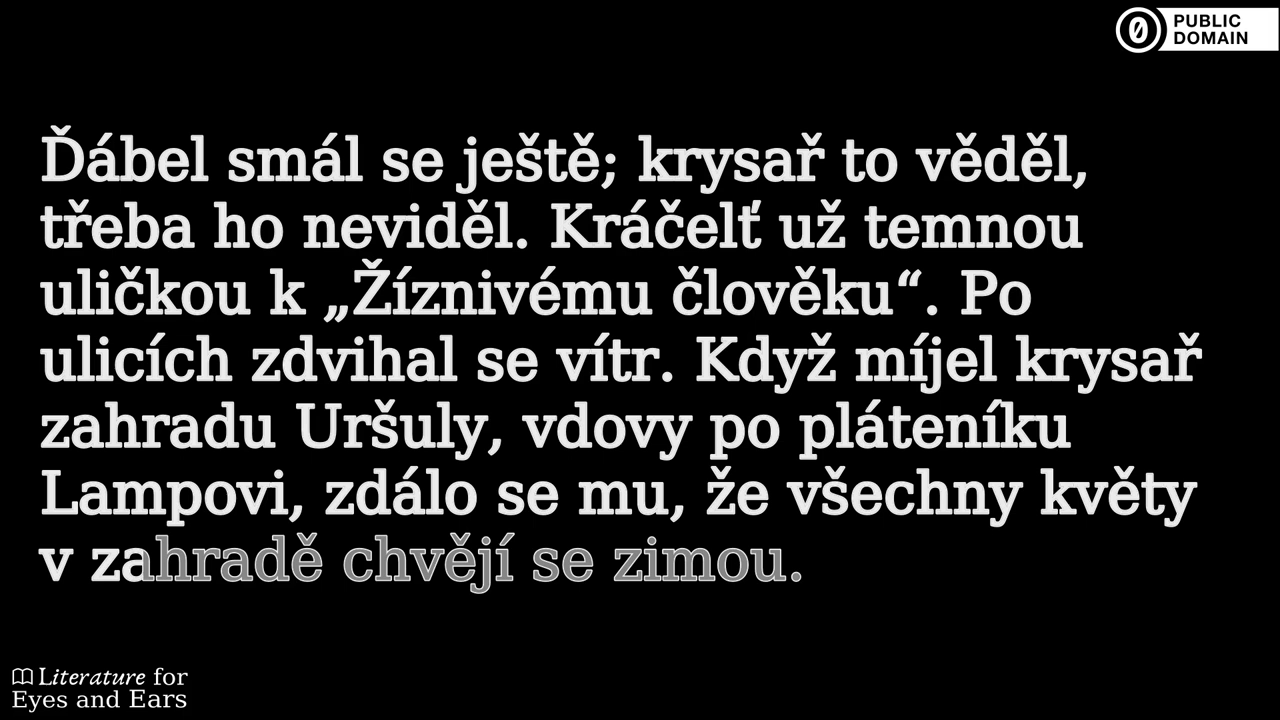 PUBLIC
DOMAIN
Ďábel smál se ještě; krysař to věděl,
třeba ho neviděl. Kráčelť už temnou
uličkou k „Žíznivému člověku“. Po
ulicích zdvihal se vítr. Když míjel krysař
zahradu Uršuly, vdovy po pláteníku
Lampovi, zdálo se mu, že všechny květy
v zahradě chvějí se zimou.
Literature for
Eyes and Ears